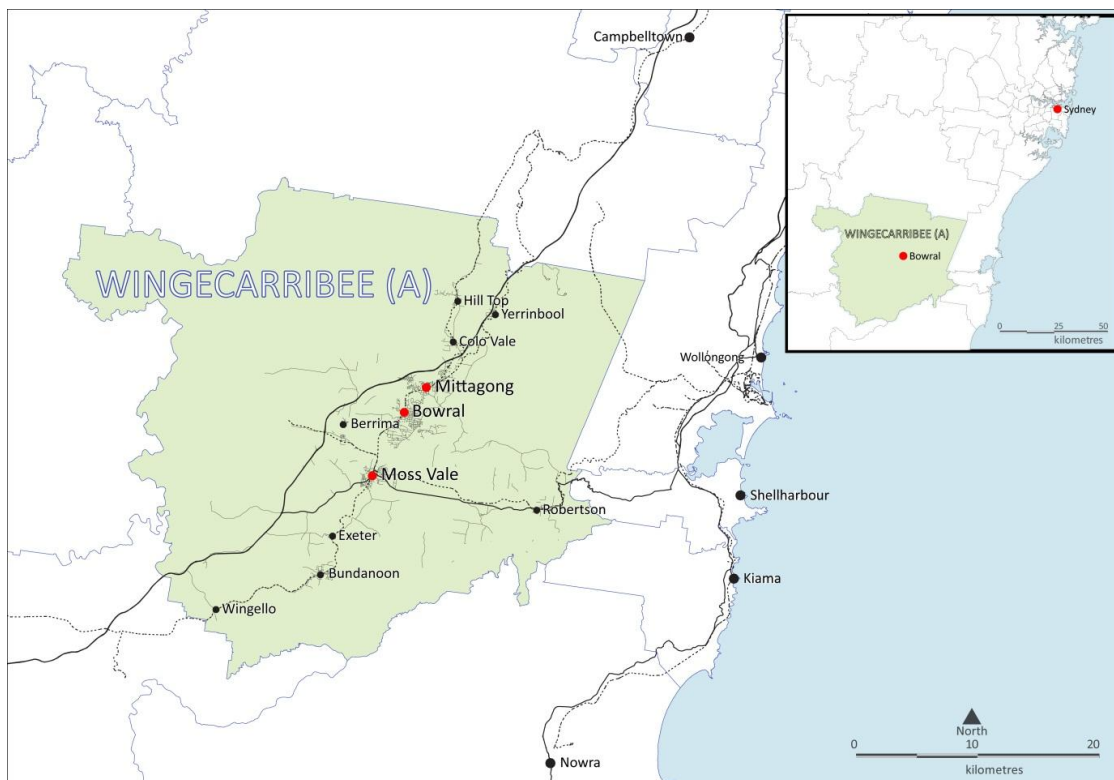 Campbelltown
WINGECARRIBEE (A)
Hill Top
Yerrinbool
Colo Vale
Mittagong
Bowral
Berrima
Moss Vale
Robertson
Exeter
Bundanoon
Wingello
Wollongong
Shellharbour
Kiama
Nowra
Sydney
WINGECARRIBEE (A)
Bowral
0 25 50
kilometres
North
0 10 20
kilometres